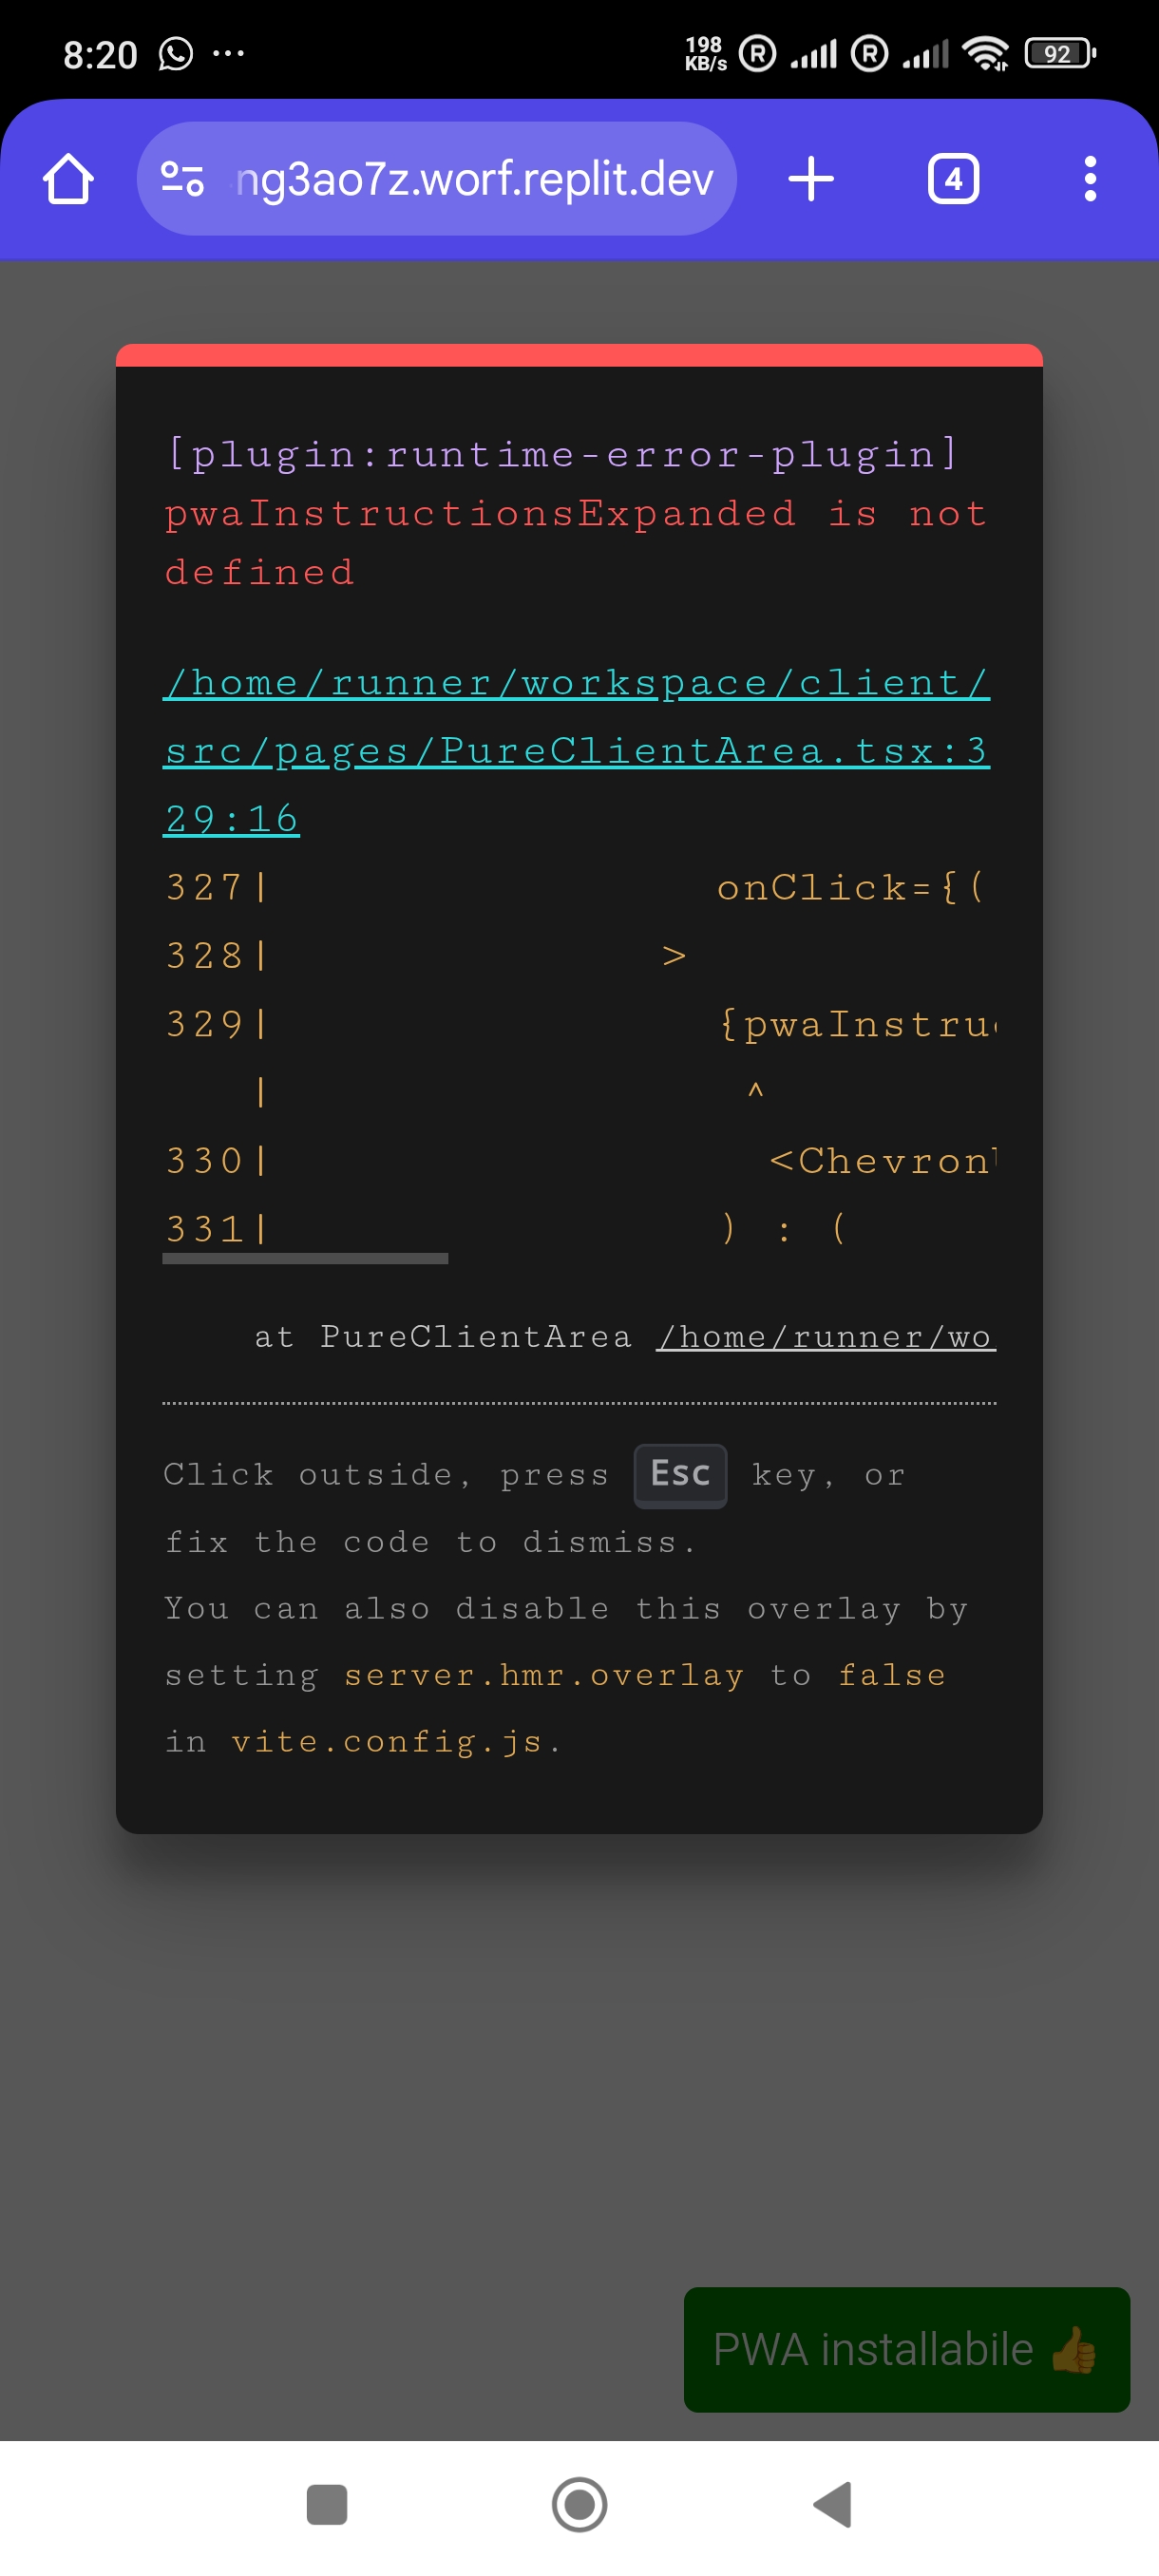 8:20 ...
198
KB/s R R 92
ng3ao7z.worf.replit.dev
4
[plugin:runtime-error-plugin]
pwaInstructionsExpanded is not
defined
/home/runner/workspace/client/
src/pages/PureClientArea.tsx:3
29:16
327| onClick={(
328| >
329| {pwaInstru
| ^
330| <Chevron
331| ) : (
at PureClientArea /home/runner/wo
Click outside, press Esc key, or
fix the code to dismiss.
You can also disable this overlay by
setting server.hmr.overlay to false
in vite.config.js.
PWA installabile 👍